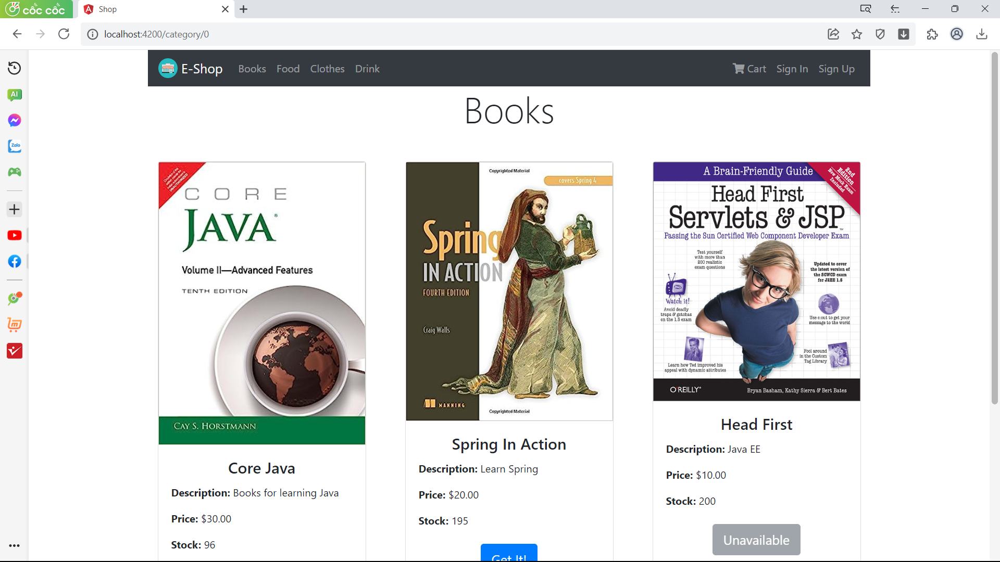 cốc cốc
Shop
localhost:4200/category/0
E-Shop Books Food Clothes Drink Cart Sign In Sign Up
AI
Zalo
Books
CORE
JAVA
Volume II—Advanced Features
TENTH EDITION
CAY S. HORSTMANN
Core Java
Description: Books for learning Java
Price: $30.00
Stock: 96
Copyrighted Material
covers Spring 4
Spring
IN ACTION
FOURTH EDITION
Craig Walls
MANNING
Copyrighted Material
Spring In Action
Description: Learn Spring
Price: $20.00
Stock: 195
Get It!
A Brain-Friendly Guide
2nd
Edition
New Mock Exam
Included
Head First
Servlets & JSP™
Passing the Sun Certified Web Component Developer Exam
Test yourself
with more than
200 realistic
exam questions
Updated to cover
the latest version of
the SCWCD exam
for J2EE 1.5
Watch it!
Avoid deadly
traps & gotchas
on the 1.5 exam
Use c:out to get your
message to the world
Fool around
in the Custom
Tag Library
Learn how Ted improved his
appeal with dynamic attributes
O'REILLY®
Bryan Basham, Kathy Sierra & Bert Bates
Head First
Description: Java EE
Price: $10.00
Stock: 200
Unavailable